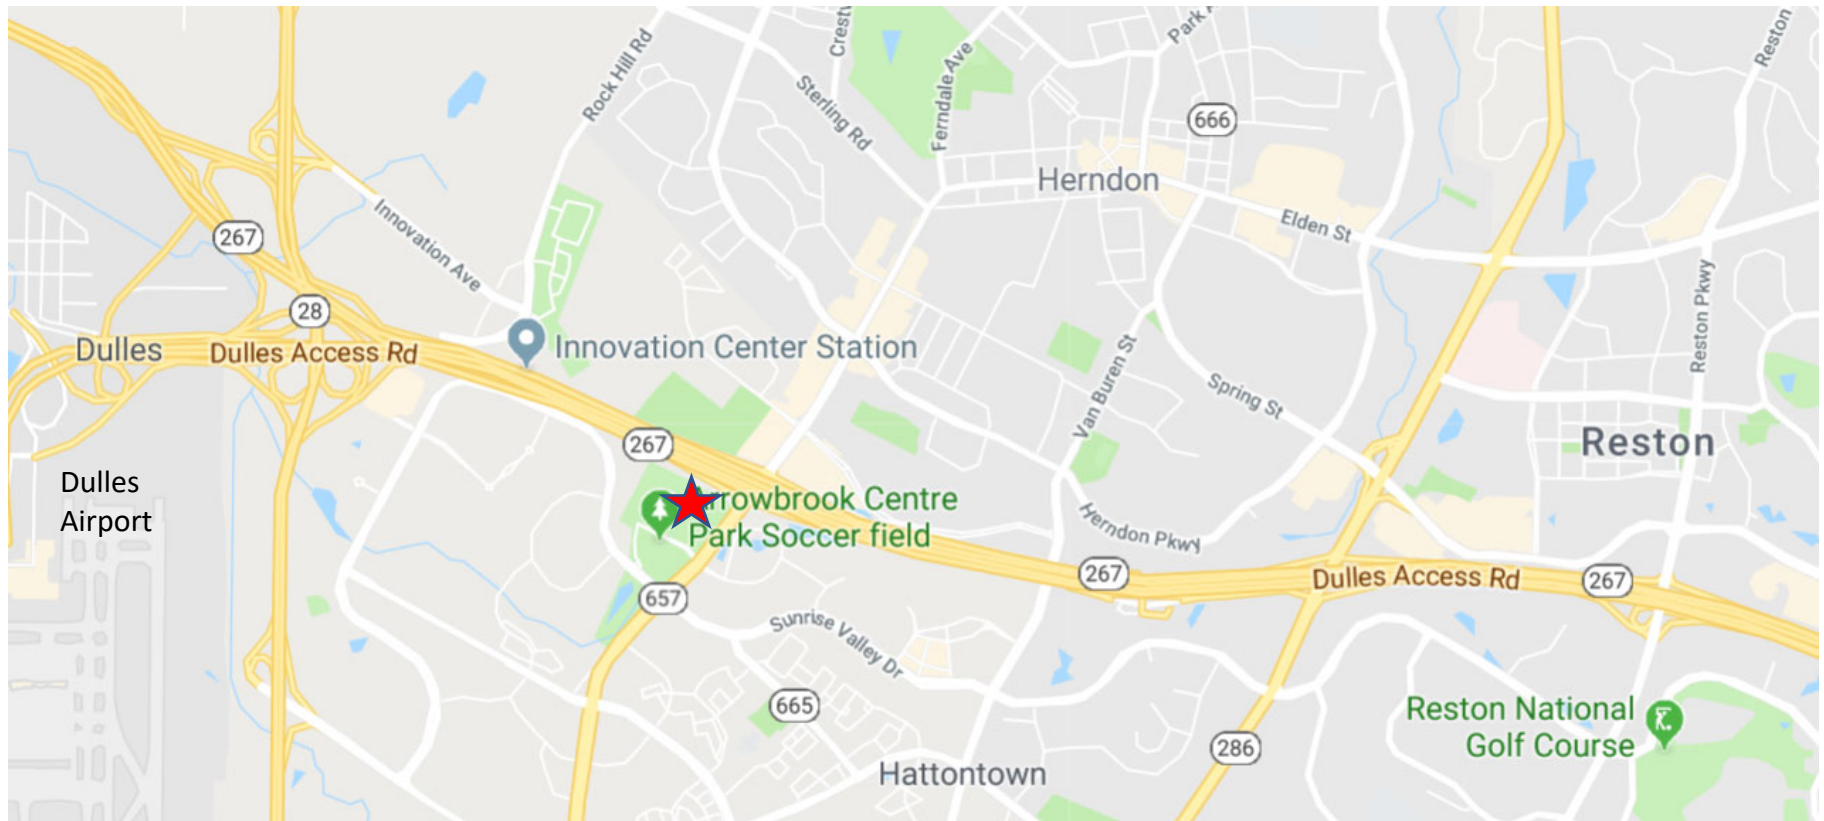 Rock Hill Rd
Crestv
Sterling Rd
Ferndale Ave
Park A
Reston
666
Herndon
Elden St
267
Innovation Ave
28
Dulles
Dulles Access Rd
Innovation Center Station
Reston Pkwy
Van Buren St
Spring St
Reston
267
Dulles
Airport
rrowbrook Centre
Park Soccer field
Herndon Pkwy
267
Dulles Access Rd
267
657
Sunrise Valley Dr
665
Reston National
Golf Course
286
Hattontown